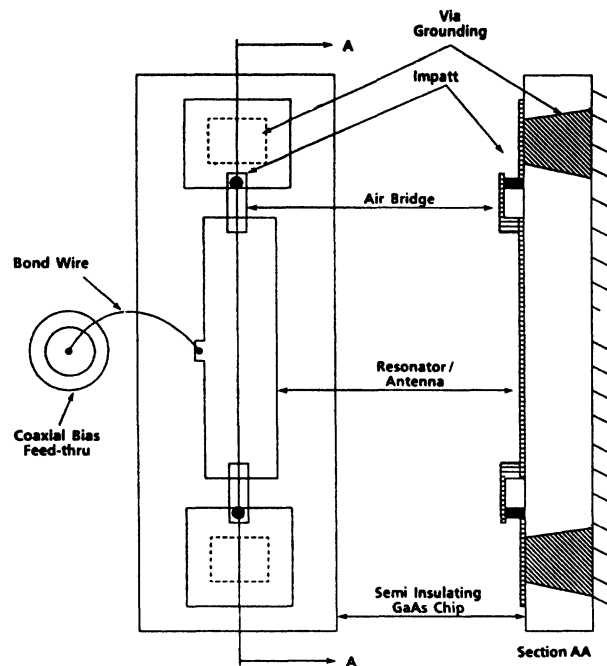 Via
Grounding
A
Impatt
Air Bridge
Bond Wire
Resonator/
Antenna
Coaxial Bias
Feed-thru
Semi Insulating
GaAs Chip
Section AA
A